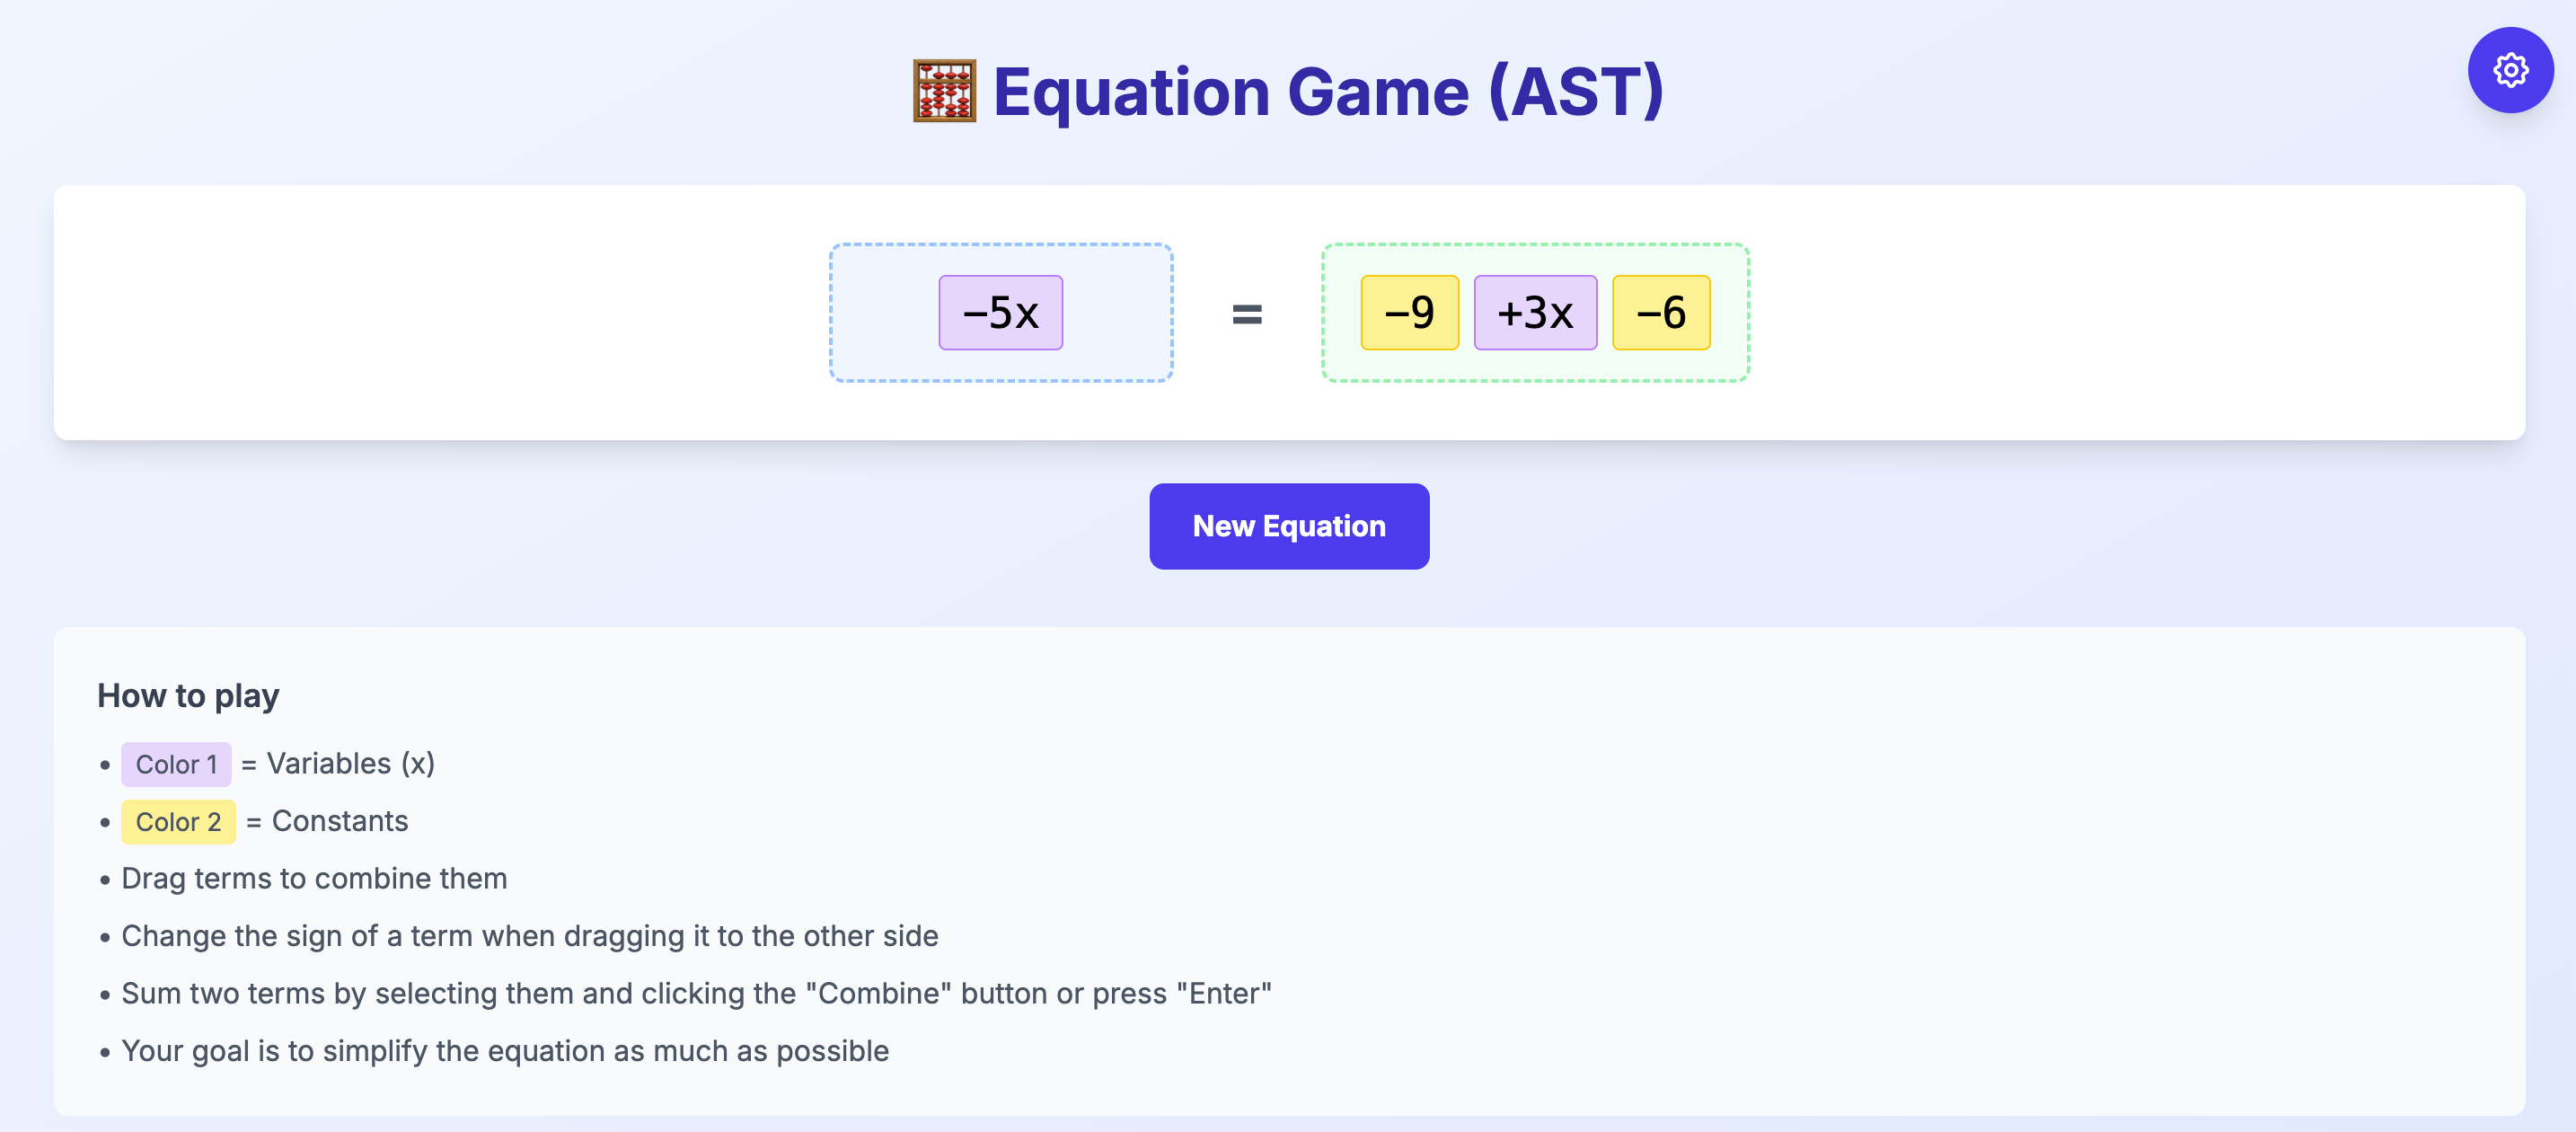 Equation Game (AST)
−5x = −9 +3x −6
New Equation
How to play
• Color 1 = Variables (x)
• Color 2 = Constants
• Drag terms to combine them
• Change the sign of a term when dragging it to the other side
• Sum two terms by selecting them and clicking the "Combine" button or press "Enter"
• Your goal is to simplify the equation as much as possible